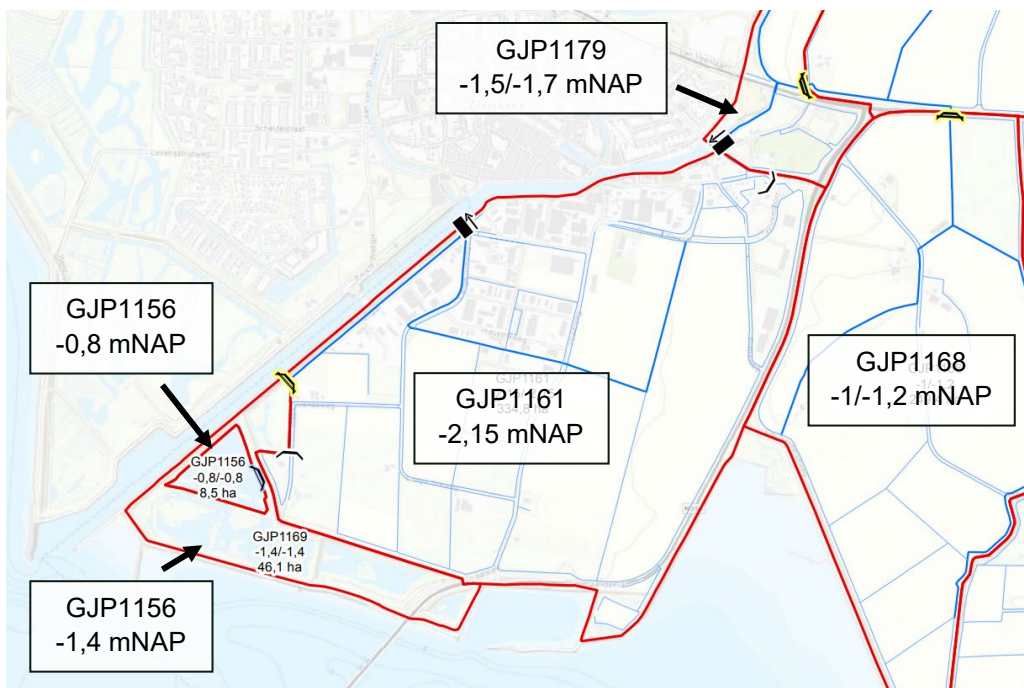 GJP1179
-1,5/-1,7 mNAP
Scheldestraat
GJP1156
-0,8 mNAP
GJP1161
-2,15 mNAP
334,8 ha
GJP1161
GJP1168
-1/-1,2 mNAP
GJP1156
-0,8/-0,8
8,5 ha
GJP1169
-1,4/-1,4
46,1 ha
GJP1156
-1,4 mNAP